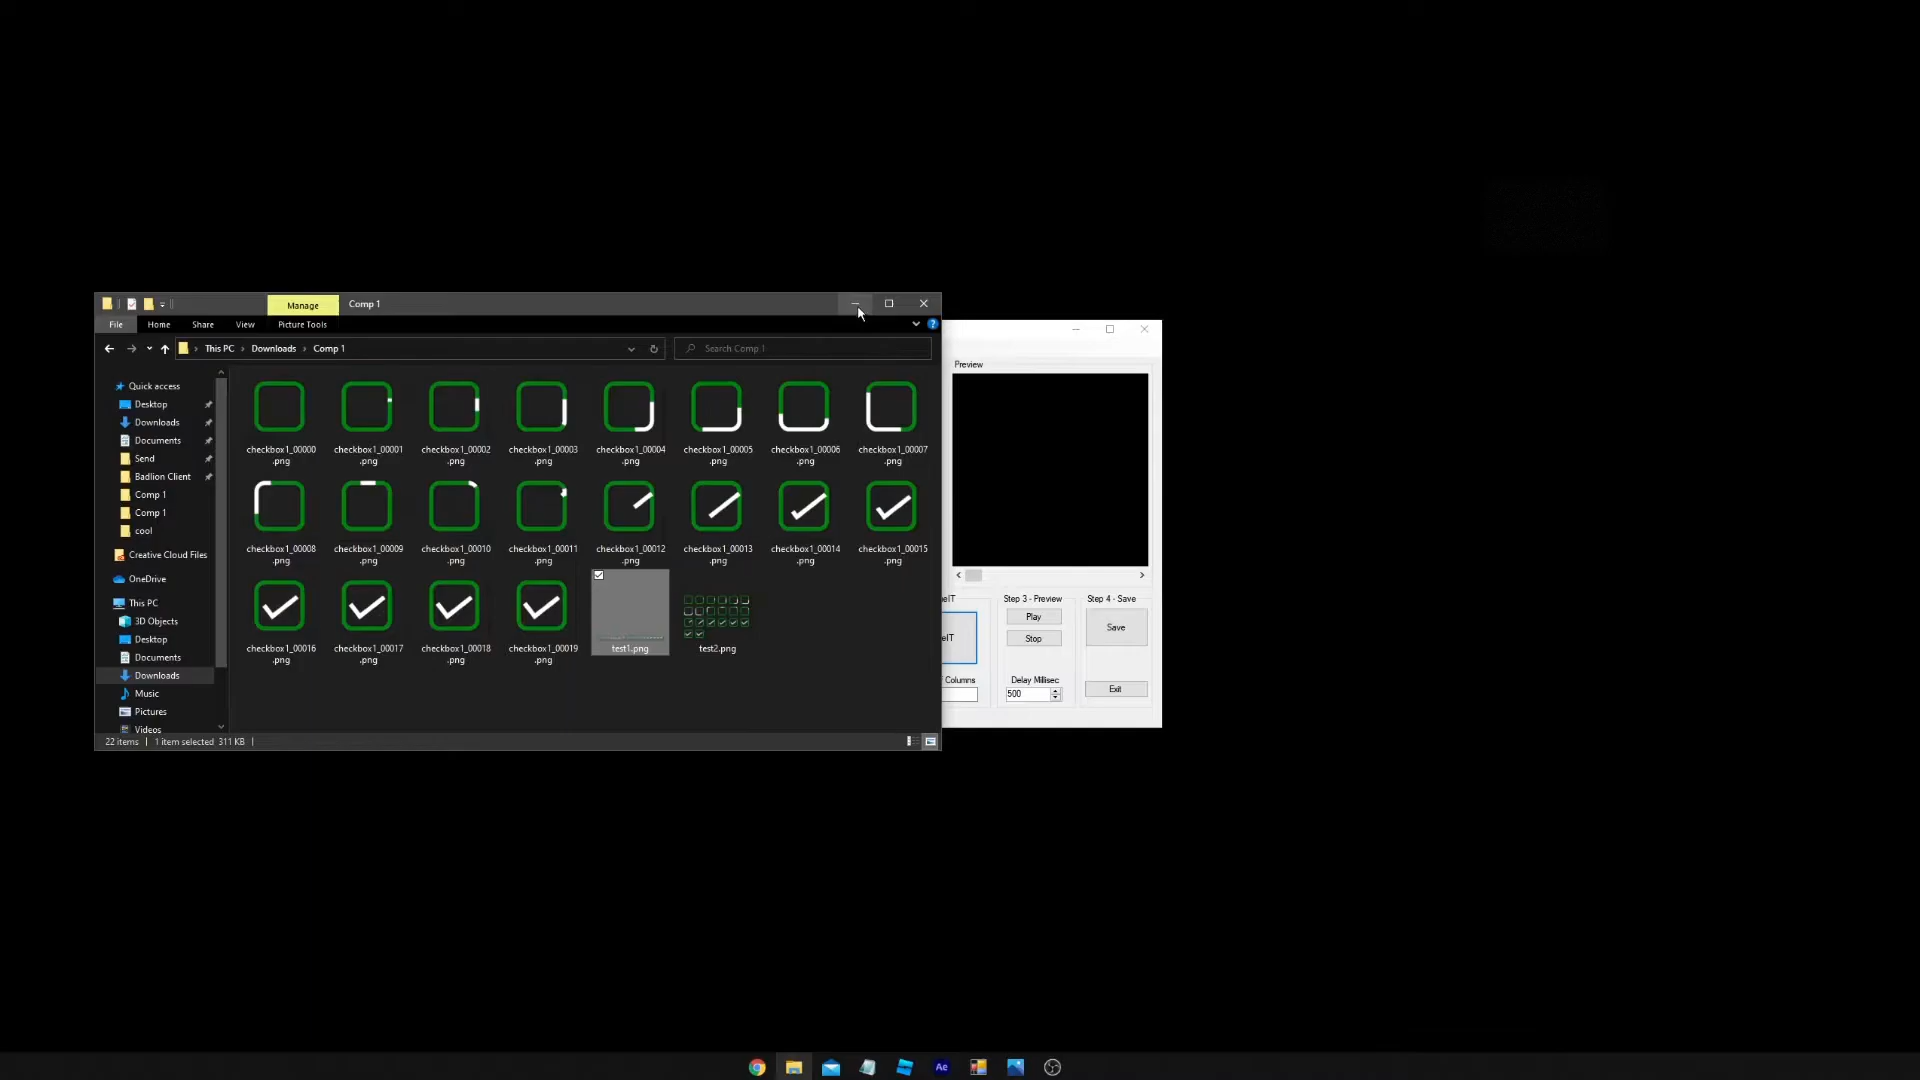 Manage
Comp 1
File
Home
Share
View
Picture Tools
This PC
Downloads
Comp 1
Search Comp 1
Quick access
Desktop
Downloads
Documents
Send
Badlion Client
Comp 1
Comp 1
cool
Creative Cloud Files
OneDrive
This PC
3D Objects
Desktop
Documents
Downloads
Music
Pictures
Videos
checkbox1_00000
.png
checkbox1_00001
.png
checkbox1_00002
.png
checkbox1_00003
.png
checkbox1_00004
.png
checkbox1_00005
.png
checkbox1_00006
.png
checkbox1_00007
.png
checkbox1_00008
.png
checkbox1_00009
.png
checkbox1_00010
.png
checkbox1_00011
.png
checkbox1_00012
.png
checkbox1_00013
.png
checkbox1_00014
.png
checkbox1_00015
.png
checkbox1_00016
.png
checkbox1_00017
.png
checkbox1_00018
.png
checkbox1_00019
.png
test1.png
test2.png
22 items
1 item selected 311 KB
Preview
eIT
eIT
Columns
Step 3 - Preview
Play
Stop
Delay Millisec
500
Step 4 - Save
Save
Exit
Ae